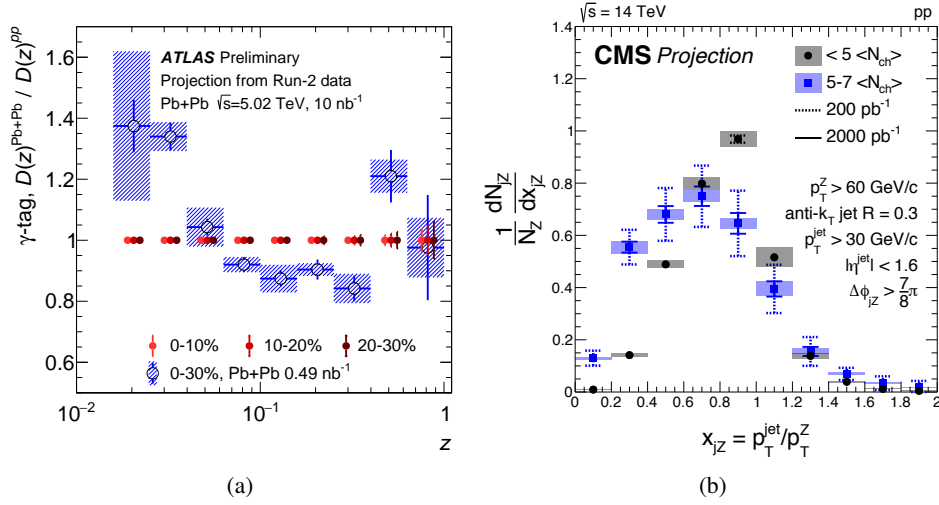 γ-tag, D(z)^Pb+Pb / D(z)^pp
1.6
1.4
1.2
1
0.8
0.6
ATLAS Preliminary
Projection from Run-2 data
Pb+Pb √s=5.02 TeV, 10 nb⁻¹
0-10% 10-20% 20-30%
0-30%, Pb+Pb 0.49 nb⁻¹
10⁻² 10⁻¹ 1
z
(a)
√s = 14 TeV pp
1/N_Z dN_jZ/dx_jZ
1.4
1.2
1
0.8
0.6
0.4
0.2
0
CMS Projection
< 5 <N_ch>
5-7 <N_ch>
200 pb⁻¹
2000 pb⁻¹
p_T^Z > 60 GeV/c
anti-k_T jet R = 0.3
p_T^jet > 30 GeV/c
|η^jet| < 1.6
Δϕ_jZ > 7/8 π
0 0.2 0.4 0.6 0.8 1 1.2 1.4 1.6 1.8 2
x_jZ = p_T^jet/p_T^Z
(b)